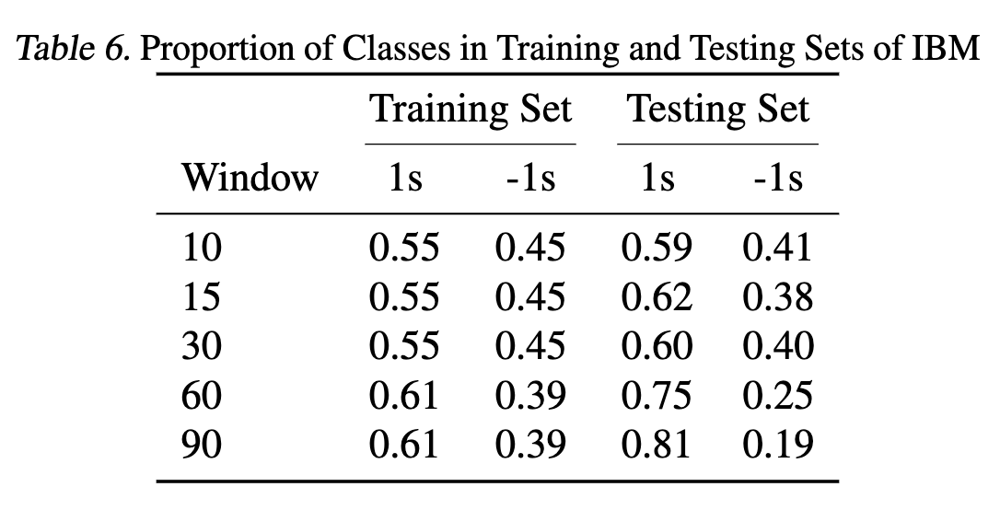 Table 6. Proportion of Classes in Training and Testing Sets of IBM
Training Set Testing Set
Window 1s -1s 1s -1s
10 0.55 0.45 0.59 0.41
15 0.55 0.45 0.62 0.38
30 0.55 0.45 0.60 0.40
60 0.61 0.39 0.75 0.25
90 0.61 0.39 0.81 0.19